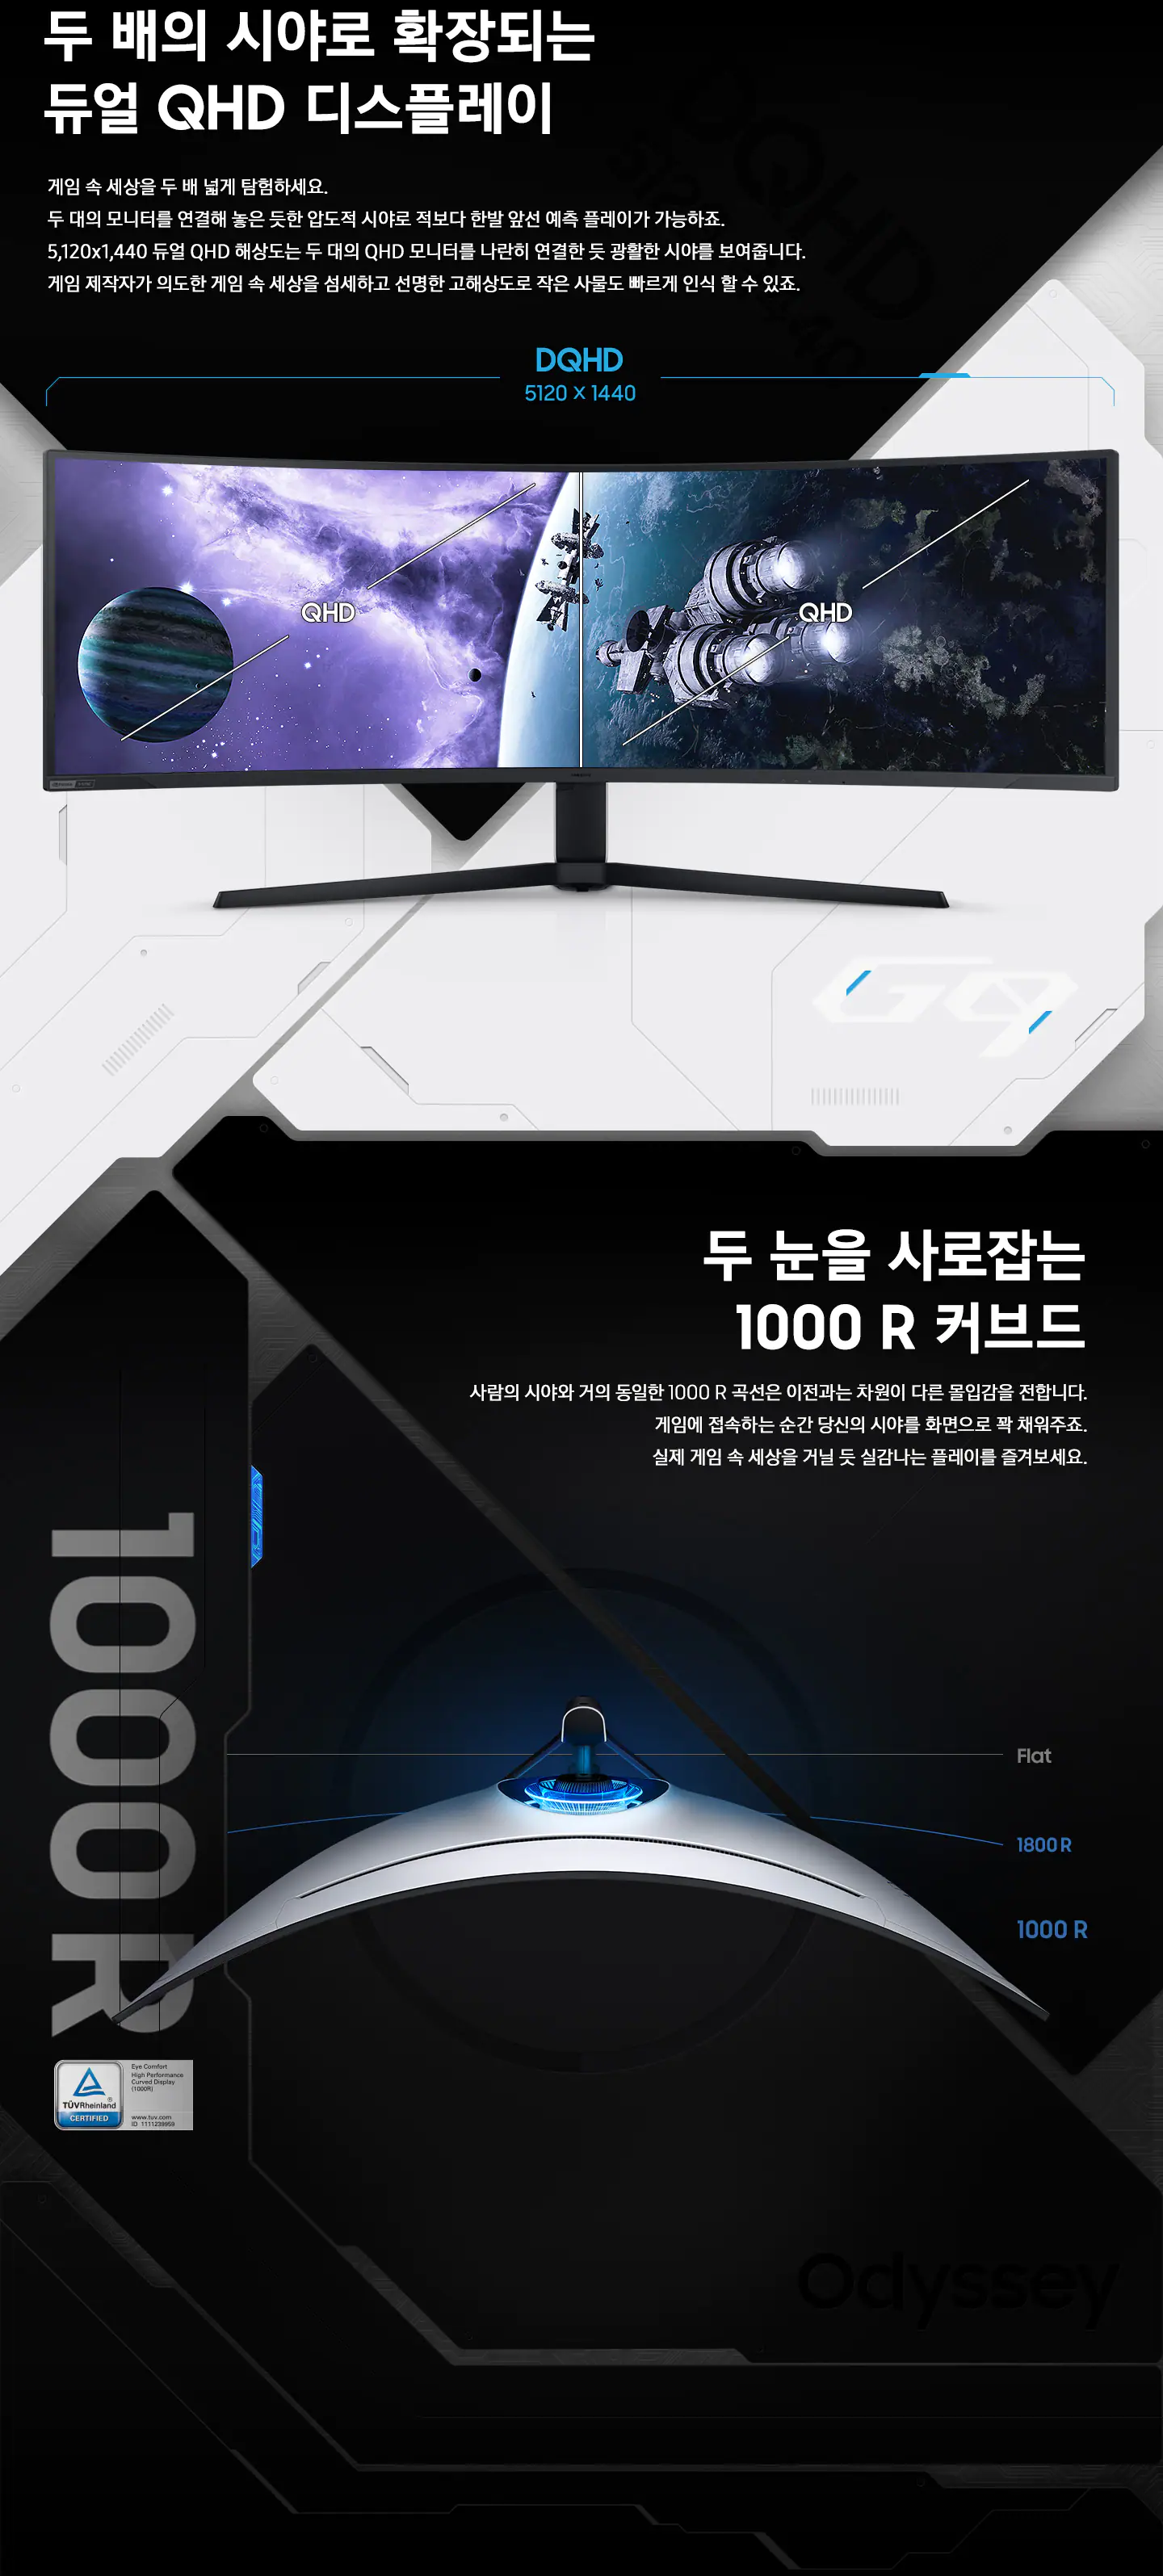 두 배의 시야로 확장되는
듀얼 QHD 디스플레이
게임 속 세상을 두 배 넓게 탐험하세요.
두 대의 모니터를 연결해 놓은 듯한 압도적 시야로 적보다 한발 앞선 예측 플레이가 가능하죠.
5,120x1,440 듀얼 QHD 해상도는 두 대의 QHD 모니터를 나란히 연결한 듯 광활한 시야를 보여줍니다.
게임 제작자가 의도한 게임 속 세상을 섬세하고 선명한 고해상도로 작은 사물도 빠르게 인식 할 수 있죠.
DQHD
5120 X 1440
DQHD
5120 X 1440
QHD
QHD
G9
두 눈을 사로잡는
1000 R 커브드
사람의 시야와 거의 동일한 1000 R 곡선은 이전과는 차원이 다른 몰입감을 전합니다.
게임에 접속하는 순간 당신의 시야를 화면으로 꽉 채워주죠.
실제 게임 속 세상을 거닐 듯 실감나는 플레이를 즐겨보세요.
1000 R
Flat
1800 R
1000 R
TÜVRheinland
CERTIFIED
Eye Comfort
High Performance
Curved Display
(1000R)
www.tuv.com
ID 1111239959
Odyssey